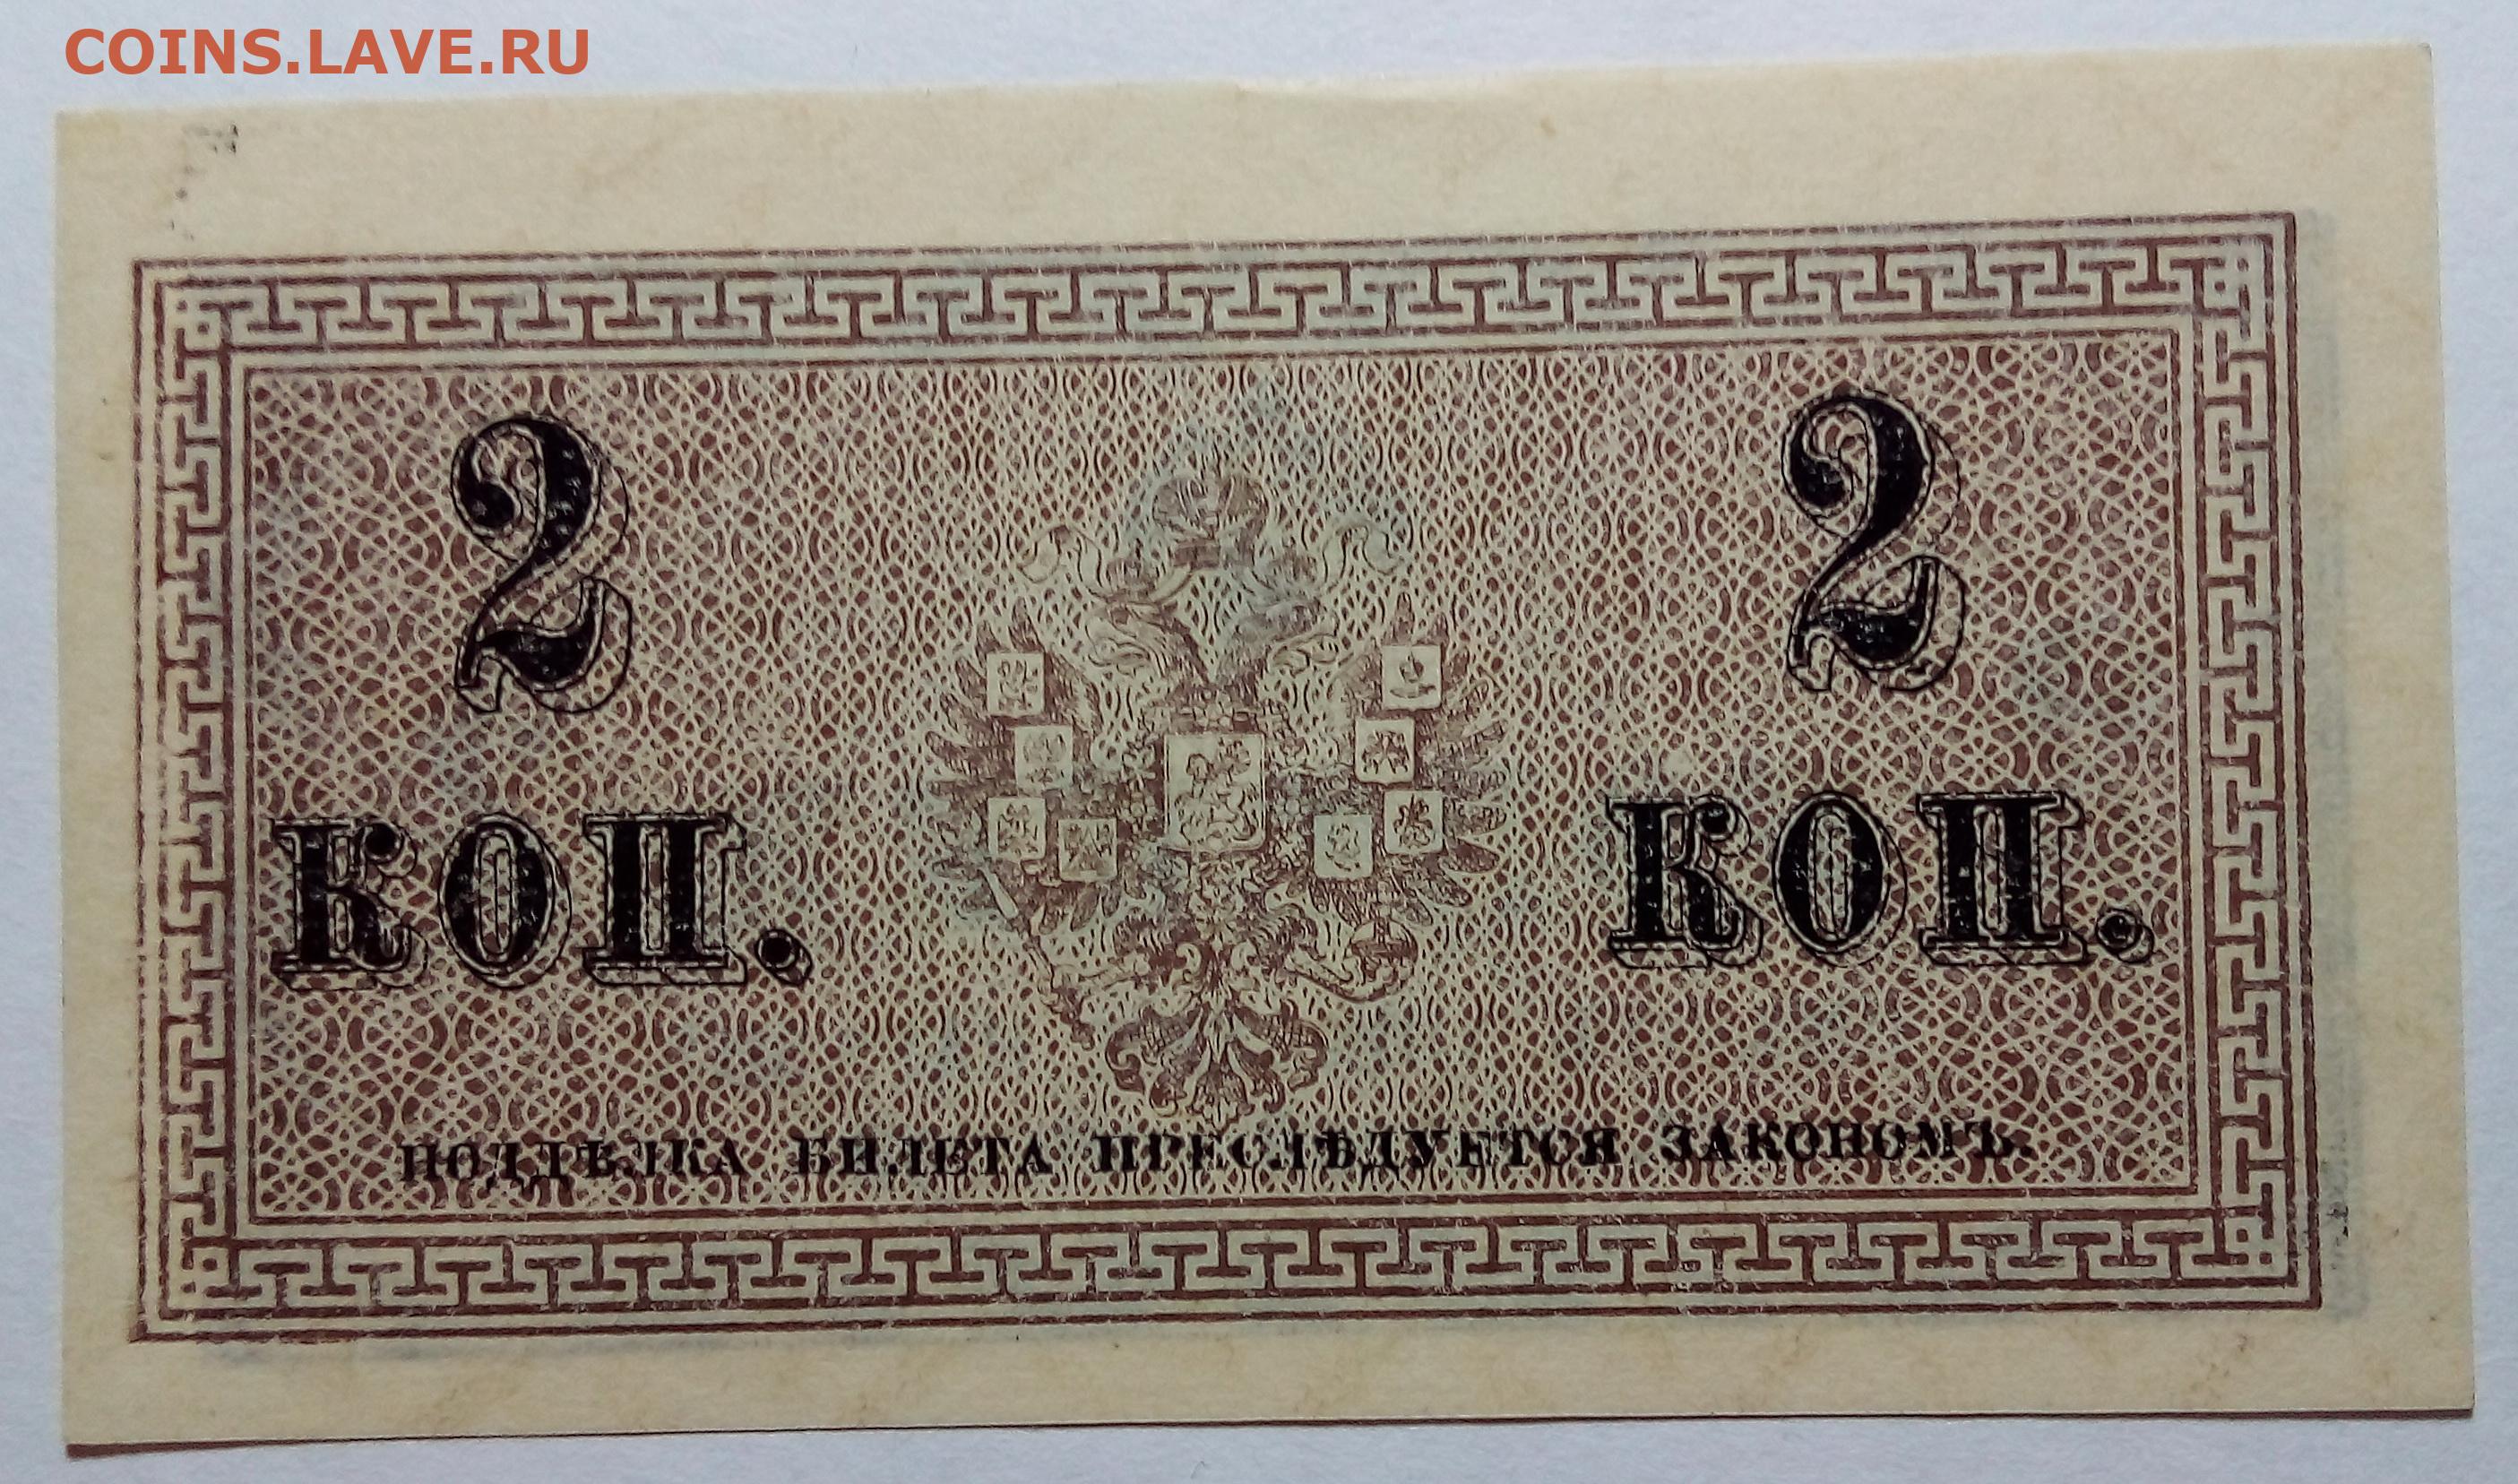 COINS.LAVE.RU
2 2
КОП. КОП.
ПОДДѢЛКА БИЛЕТА ПРЕСЛѢДУЕТСЯ ЗАКОНОМЪ.